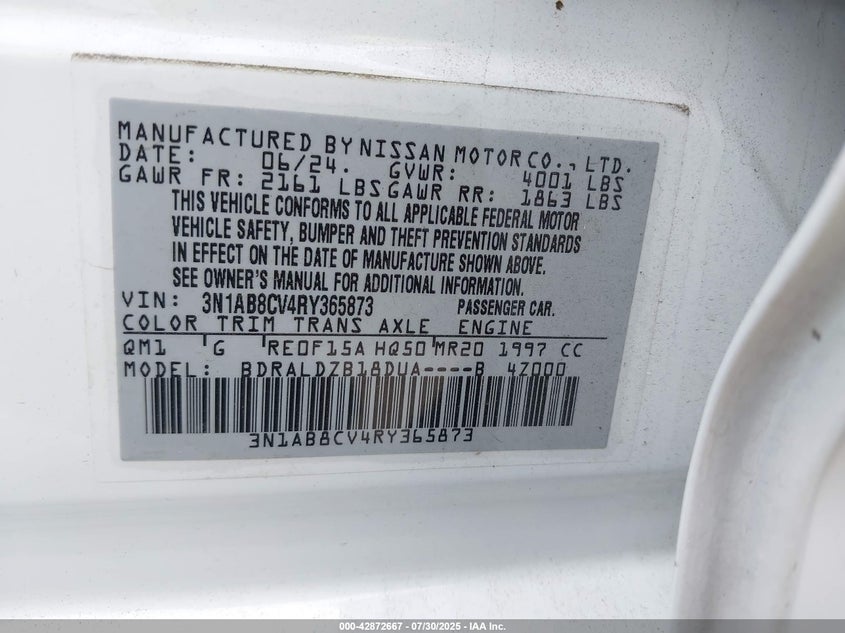 MANUFACTURED BY NISSAN MOTOR CO., LTD.
DATE: 06/24. GVWR: 4001 LBS
GAWR FR: 2161 LBS GAWR RR: 1863 LBS
THIS VEHICLE CONFORMS TO ALL APPLICABLE FEDERAL MOTOR
VEHICLE SAFETY, BUMPER AND THEFT PREVENTION STANDARDS
IN EFFECT ON THE DATE OF MANUFACTURE SHOWN ABOVE.
SEE OWNER'S MANUAL FOR ADDITIONAL INFORMATION.
VIN: 3N1AB8CV4RY365873 PASSENGER CAR.
COLOR TRIM TRANS AXLE ENGINE
QM1 G RE0F15A HQ50 MR20 1997 CC
MODEL: BDRALDZB18DUA----B 4Z000
3N1AB8CV4RY365873
000-42872667 - 07/30/2025 - IAA Inc.